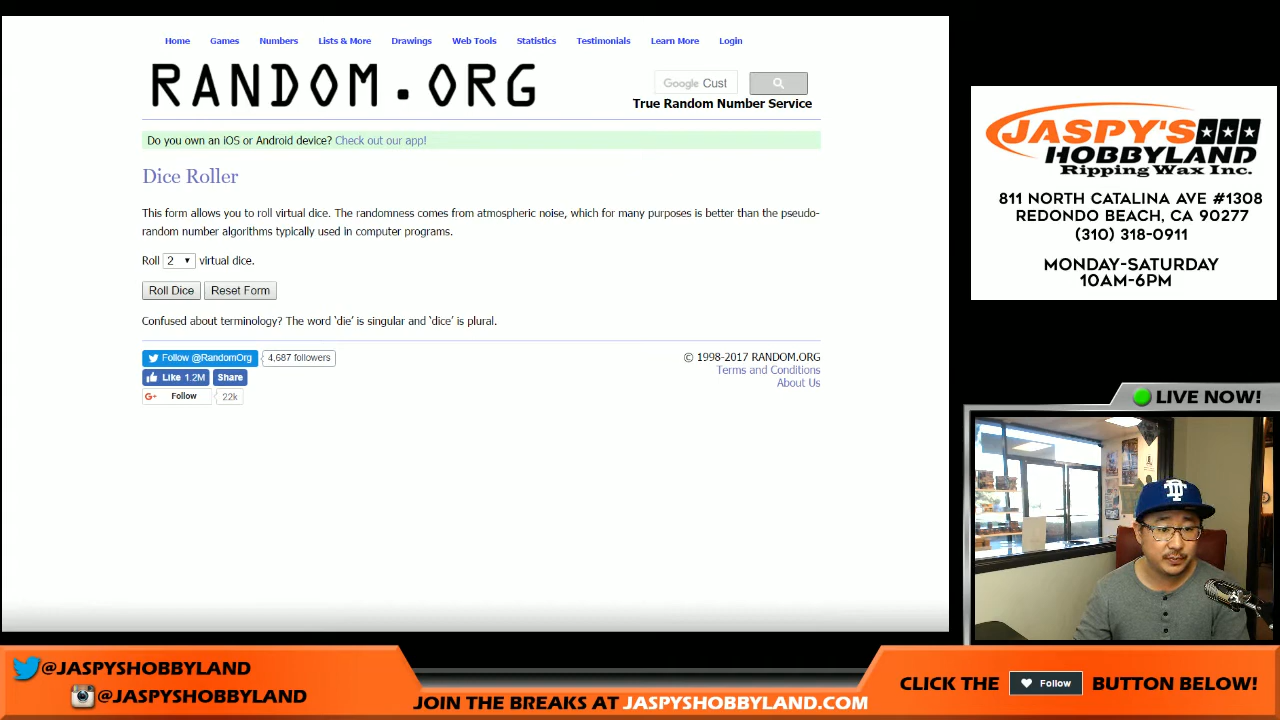 Home Games Numbers Lists & More Drawings Web Tools Statistics Testimonials Learn More Login
RANDOM.ORG
Google Cust
True Random Number Service
Do you own an iOS or Android device? Check out our app!
Dice Roller
This form allows you to roll virtual dice. The randomness comes from atmospheric noise, which for many purposes is better than the pseudo-
random number algorithms typically used in computer programs.
Roll 2 virtual dice.
Roll Dice Reset Form
Confused about terminology? The word 'die' is singular and 'dice' is plural.
Follow @RandomOrg 4,687 followers
Like 1.2M Share
G+ Follow 22k
© 1998-2017 RANDOM.ORG
Terms and Conditions
About Us
JASPY'S
HOBBYLAND
Ripping Wax Inc.
811 NORTH CATALINA AVE #1308
REDONDO BEACH, CA 90277
(310) 318-0911
MONDAY-SATURDAY
10AM-6PM
LIVE NOW!
@JASPYSHOBBYLAND
@JASPYSHOBBYLAND
JOIN THE BREAKS AT JASPYSHOBBYLAND.COM
CLICK THE Follow BUTTON BELOW!